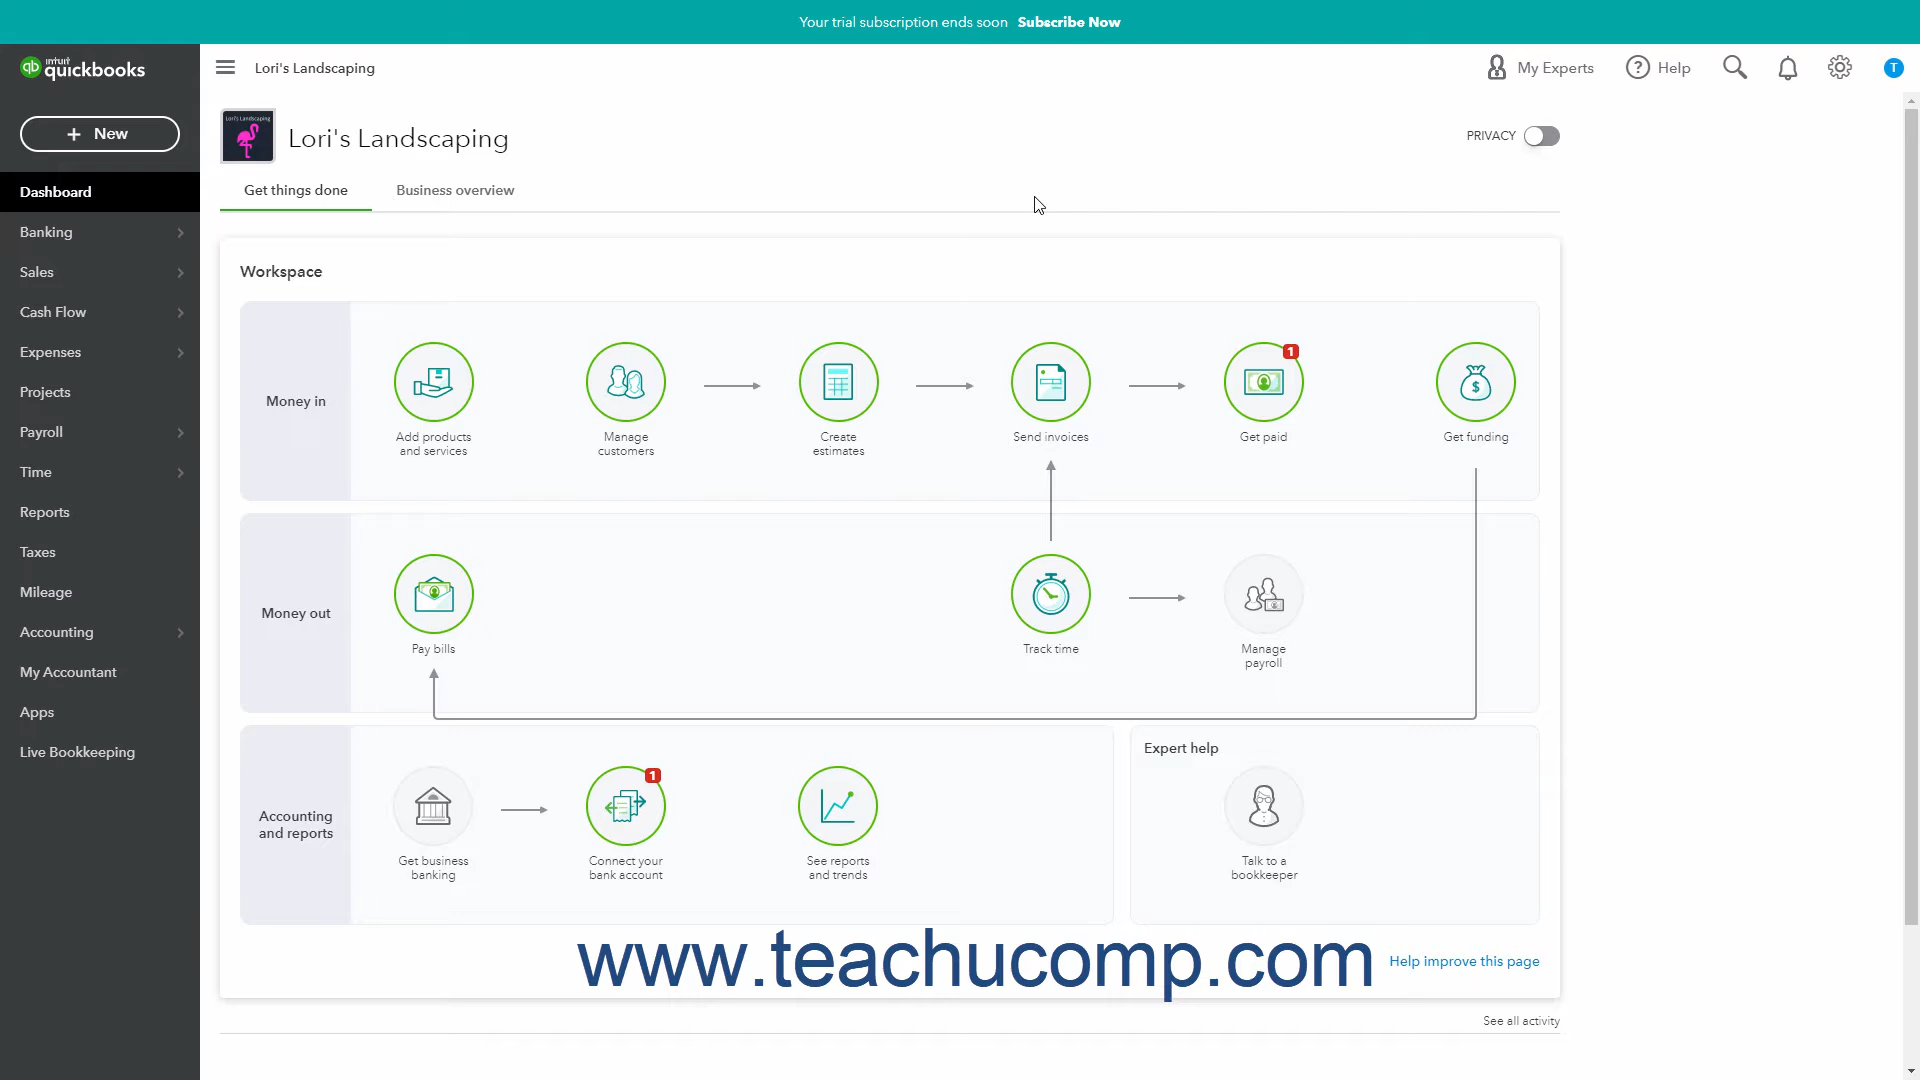 Your trial subscription ends soon Subscribe Now
intuit
quickbooks
Lori's Landscaping
My Experts
Help
T
+ New
Lori's Landscaping
Lori's Landscaping
PRIVACY
Get things done
Business overview
Dashboard
Banking
Sales
Cash Flow
Expenses
Projects
Payroll
Time
Reports
Taxes
Mileage
Accounting
My Accountant
Apps
Live Bookkeeping
Workspace
Money in
Add products
and services
Manage
customers
Create
estimates
Send invoices
1
Get paid
Get funding
Money out
Pay bills
Track time
Manage
payroll
Accounting
and reports
Get business
banking
1
Connect your
bank account
See reports
and trends
Expert help
Talk to a
bookkeeper
www.teachucomp.com
Help improve this page
See all activity